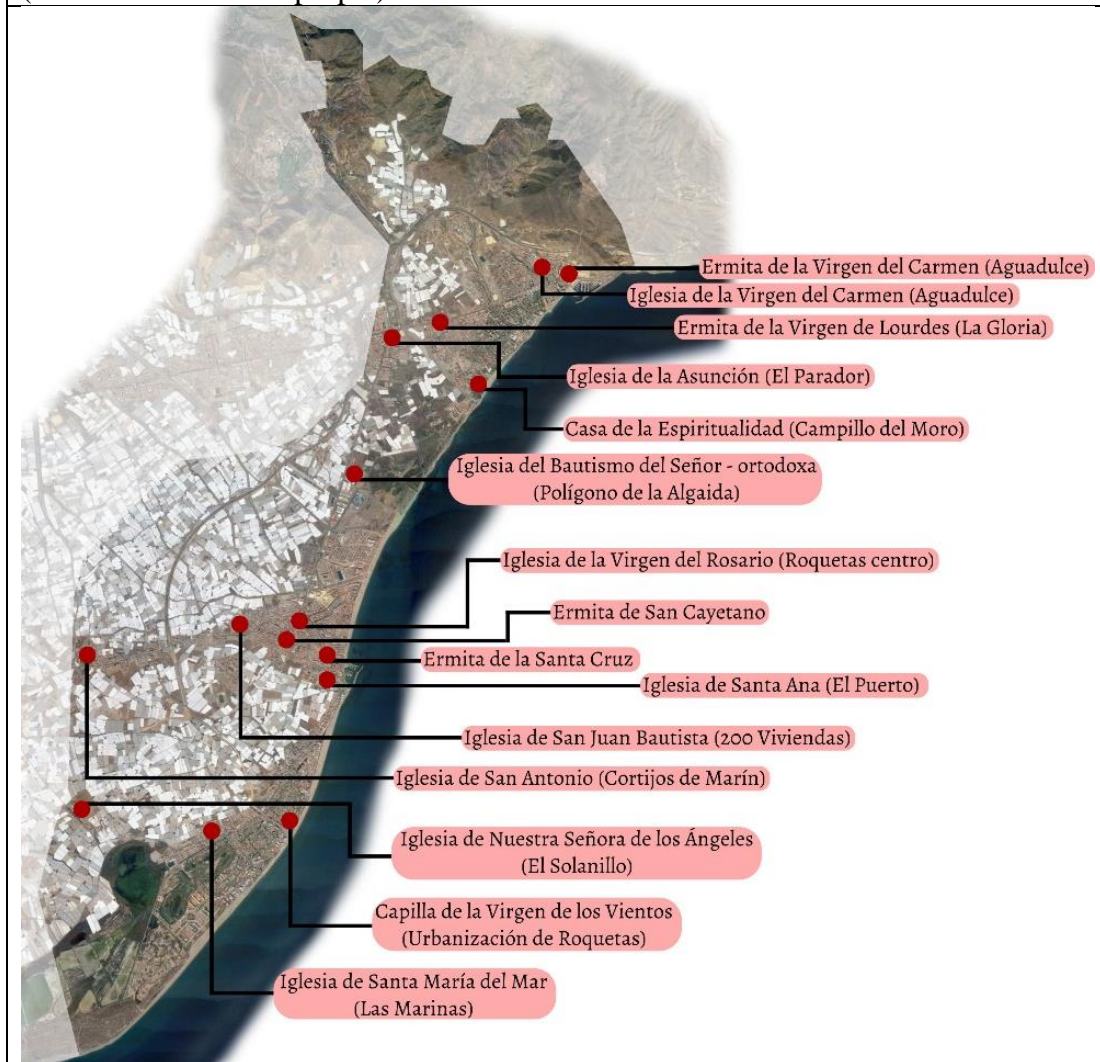 Ermita de la Virgen del Carmen (Aguadulce)
Iglesia de la Virgen del Carmen (Aguadulce)
Ermita de la Virgen de Lourdes (La Gloria)
Iglesia de la Asunción (El Parador)
Casa de la Espiritualidad (Campillo del Moro)
Iglesia del Bautismo del Señor - ortodoxa
(Polígono de la Algaida)
Iglesia de la Virgen del Rosario (Roquetas centro)
Ermita de San Cayetano
Ermita de la Santa Cruz
Iglesia de Santa Ana (El Puerto)
Iglesia de San Juan Bautista (200 Viviendas)
Iglesia de San Antonio (Cortijos de Marín)
Iglesia de Nuestra Señora de los Ángeles
(El Solanillo)
Capilla de la Virgen de los Vientos
(Urbanización de Roquetas)
Iglesia de Santa María del Mar
(Las Marinas)